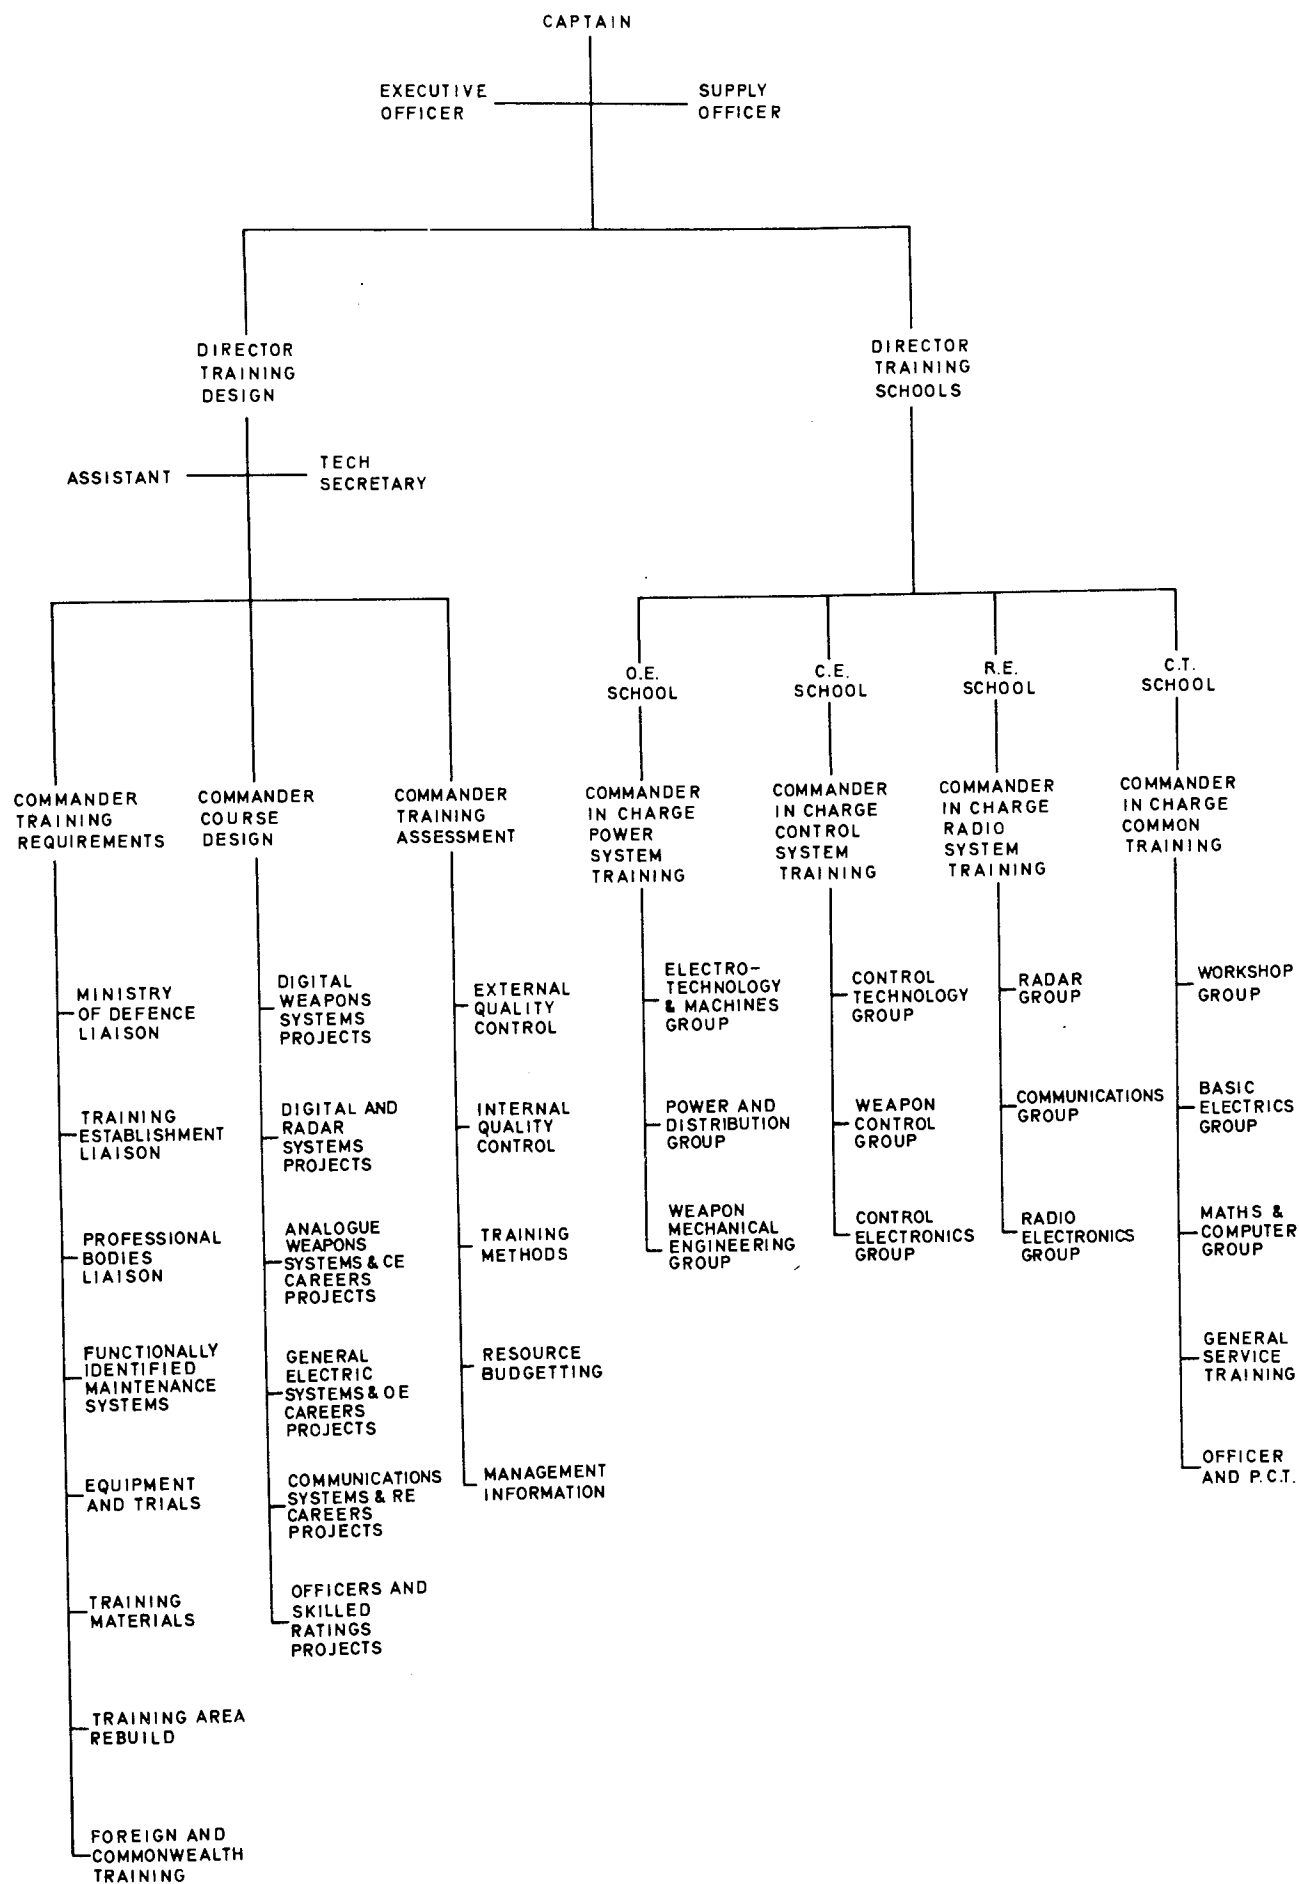 CAPTAIN
EXECUTIVE
OFFICER
SUPPLY
OFFICER
DIRECTOR
TRAINING
DESIGN
DIRECTOR
TRAINING
SCHOOLS
ASSISTANT
TECH
SECRETARY
O.E.
SCHOOL
C.E.
SCHOOL
R.E.
SCHOOL
C.T.
SCHOOL
COMMANDER
TRAINING
REQUIREMENTS
COMMANDER
COURSE
DESIGN
COMMANDER
TRAINING
ASSESSMENT
COMMANDER
IN CHARGE
POWER
SYSTEM
TRAINING
COMMANDER
IN CHARGE
CONTROL
SYSTEM
TRAINING
COMMANDER
IN CHARGE
RADIO
SYSTEM
TRAINING
COMMANDER
IN CHARGE
COMMON
TRAINING
MINISTRY
OF DEFENCE
LIAISON
TRAINING
ESTABLISHMENT
LIAISON
PROFESSIONAL
BODIES
LIAISON
FUNCTIONALLY
IDENTIFIED
MAINTENANCE
SYSTEMS
EQUIPMENT
AND TRIALS
TRAINING
MATERIALS
TRAINING AREA
REBUILD
FOREIGN AND
COMMONWEALTH
TRAINING
DIGITAL
WEAPONS
SYSTEMS
PROJECTS
DIGITAL AND
RADAR
SYSTEMS
PROJECTS
ANALOGUE
WEAPONS
SYSTEMS & CE
CAREERS
PROJECTS
GENERAL
ELECTRIC
SYSTEMS & OE
CAREERS
PROJECTS
COMMUNICATIONS
SYSTEMS & RE
CAREERS
PROJECTS
OFFICERS AND
SKILLED
RATINGS
PROJECTS
EXTERNAL
QUALITY
CONTROL
INTERNAL
QUALITY
CONTROL
TRAINING
METHODS
RESOURCE
BUDGETTING
MANAGEMENT
INFORMATION
ELECTRO-
TECHNOLOGY
& MACHINES
GROUP
POWER AND
DISTRIBUTION
GROUP
WEAPON
MECHANICAL
ENGINEERING
GROUP
CONTROL
TECHNOLOGY
GROUP
WEAPON
CONTROL
GROUP
CONTROL
ELECTRONICS
GROUP
RADAR
GROUP
COMMUNICATIONS
GROUP
RADIO
ELECTRONICS
GROUP
WORKSHOP
GROUP
BASIC
ELECTRICS
GROUP
MATHS &
COMPUTER
GROUP
GENERAL
SERVICE
TRAINING
OFFICER
AND P.C.T.